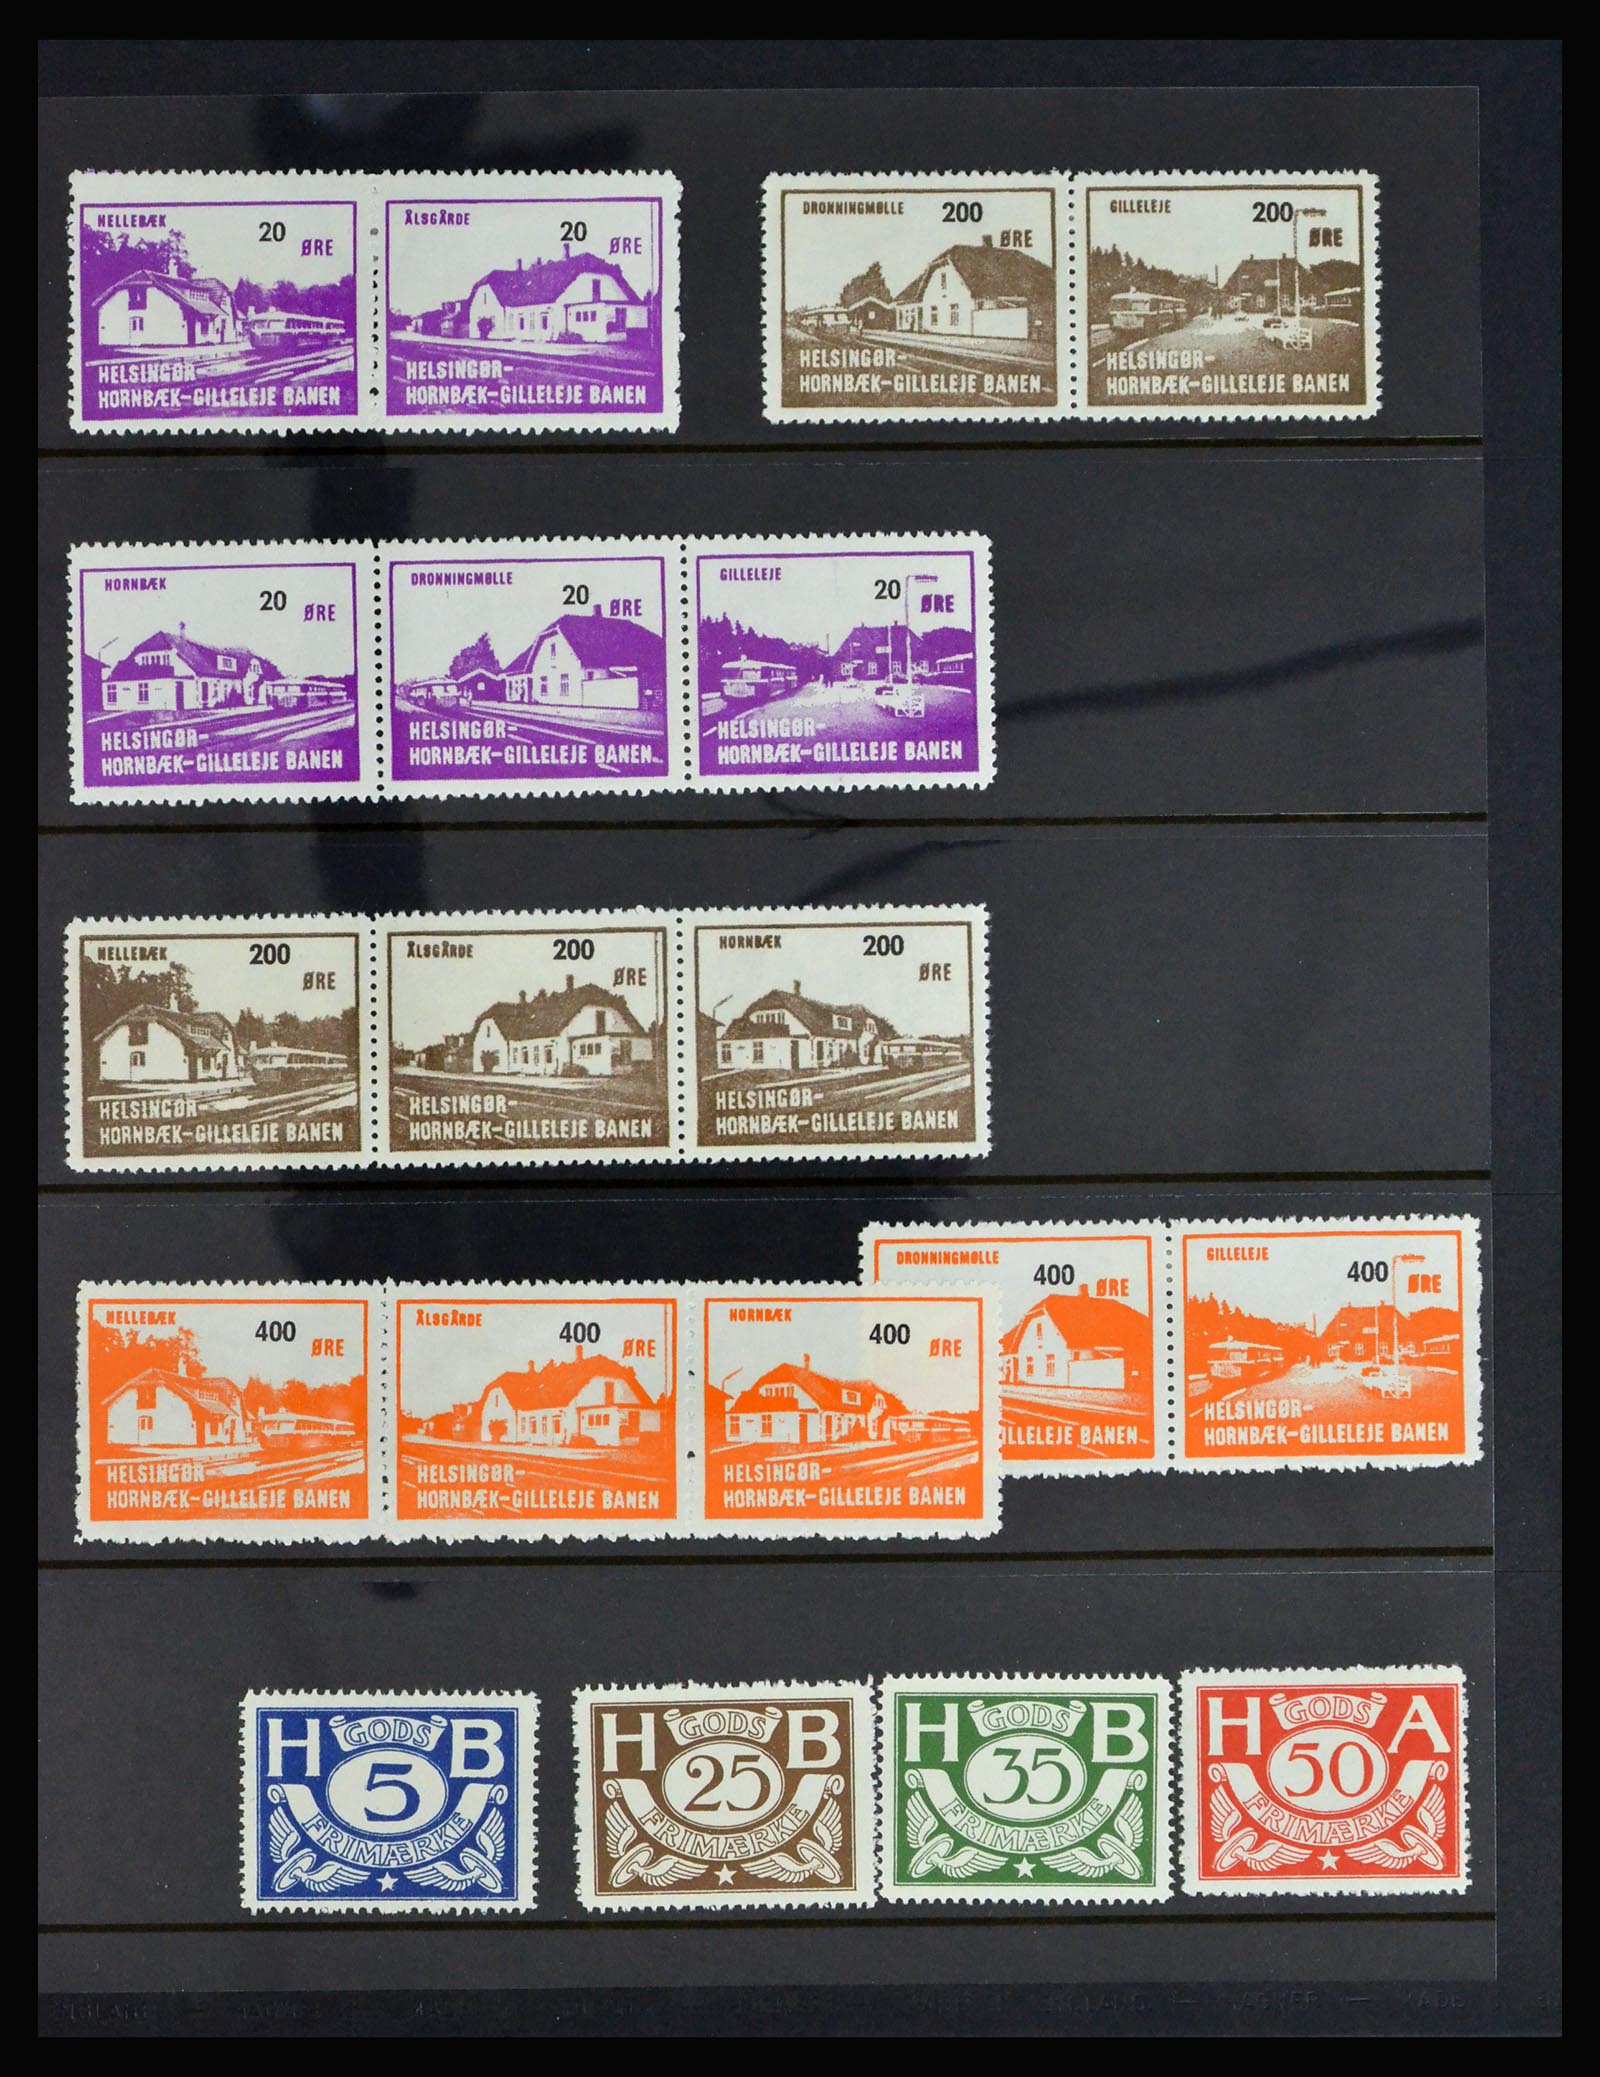 HELLEBÆK 20 ØRE
HELSINGØR-
HORNBÆK-GILLELEJE BANEN
ÅLSGÅRDE 20 ØRE
HELSINGØR-
HORNBÆK-GILLELEJE BANEN
DRONNINGMØLLE 200 ØRE
HELSINGØR-
HORNBÆK-GILLELEJE BANEN
GILLELEJE 200 ØRE
HELSINGØR-
HORNBÆK-GILLELEJE BANEN
HORNBÆK 20 ØRE
HELSINGØR-
HORNBÆK-GILLELEJE BANEN
DRONNINGMØLLE 20 ØRE
HELSINGØR-
HORNBÆK-GILLELEJE BANEN
GILLELEJE 20 ØRE
HELSINGØR-
HORNBÆK-GILLELEJE BANEN
HELLEBÆK 200 ØRE
HELSINGØR-
HORNBÆK-GILLELEJE BANEN
ÅLSGÅRDE 200 ØRE
HELSINGØR-
HORNBÆK-GILLELEJE BANEN
HORNBÆK 200 ØRE
HELSINGØR-
HORNBÆK-GILLELEJE BANEN
HELLEBÆK 400 ØRE
HELSINGØR-
HORNBÆK-GILLELEJE BANEN
ÅLSGÅRDE 400 ØRE
HELSINGØR-
HORNBÆK-GILLELEJE BANEN
HORNBÆK 400 ØRE
HELSINGØR-
HORNBÆK-GILLELEJE BANEN
DRONNINGMØLLE 400 ØRE
ILLELEJE BANEN
GILLELEJE 400 ØRE
HELSINGØR-
HORNBÆK-GILLELEJE BANEN
H GODS B
5
FRIMÆRKE
H GODS B
25
FRIMÆRKE
H GODS B
35
FRIMÆRKE
H GODS A
50
FRIMÆRKE